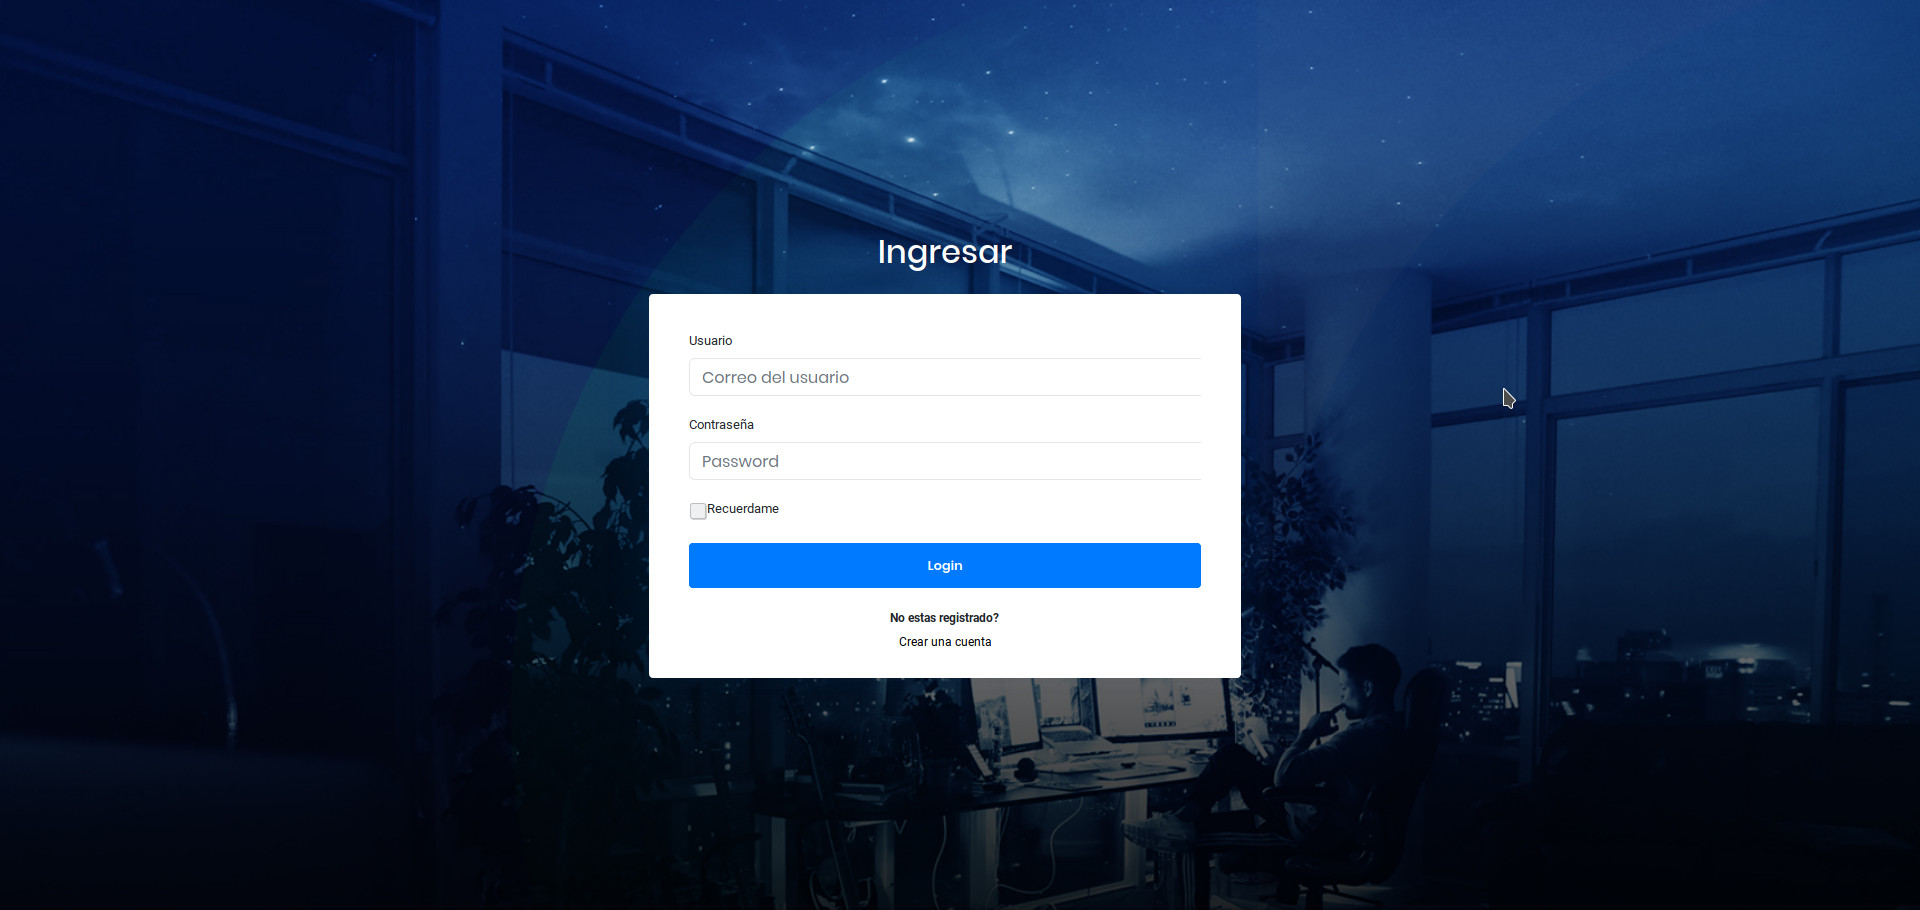 Ingresar
Usuario
Correo del usuario
Contraseña
Password
Recuerdame
Login
No estas registrado?
Crear una cuenta